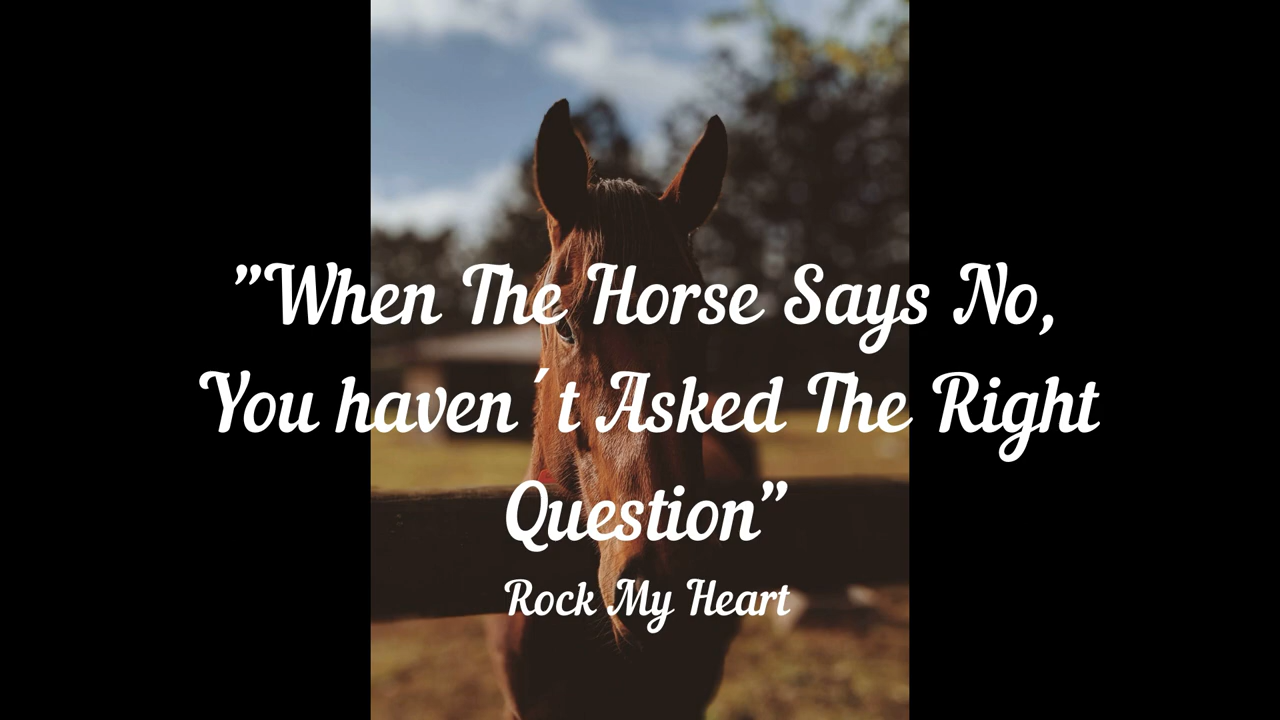 ”When The Horse Says No,
You haven´t Asked The Right
Question”
Rock My Heart